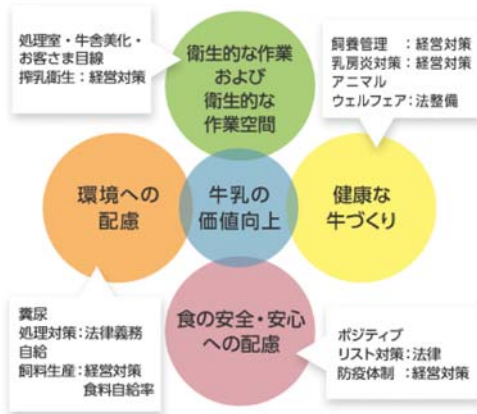 処理室・牛舎美化・
お客さま目線
搾乳衛生：経営対策
衛生的な作業
および
衛生的な
作業空間
飼養管理　：経営対策
乳房炎対策：経営対策
アニマル
ウェルフェア：法整備
環境への
配慮
牛乳の
価値向上
健康な
牛づくり
糞尿
処理対策：法律義務
自給
飼料生産：経営対策
食料自給率
食の安全・安心
への配慮
ポジティブ
リスト対策：法律
防疫体制　：経営対策